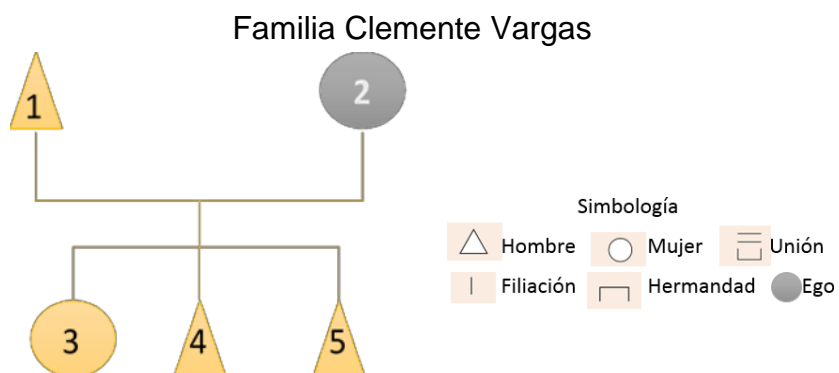 Familia Clemente Vargas
1
2
Simbología
Hombre Mujer Unión
Filiación Hermandad Ego
3 4 5